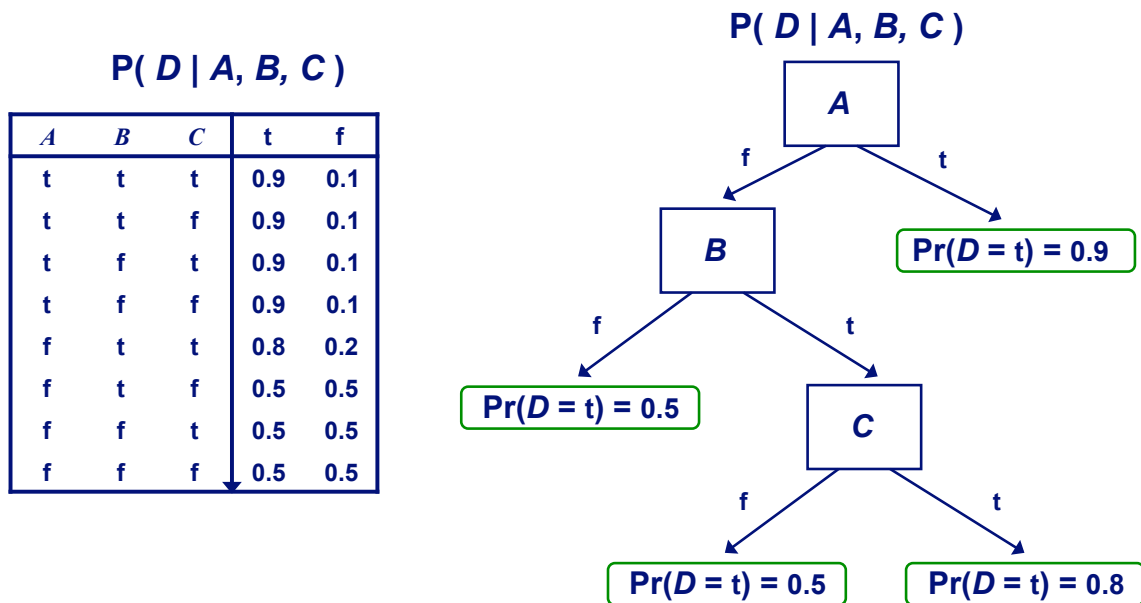 P( D | A, B, C )
A B C t f
t t t 0.9 0.1
t t f 0.9 0.1
t f t 0.9 0.1
t f f 0.9 0.1
f t t 0.8 0.2
f t f 0.5 0.5
f f t 0.5 0.5
f f f 0.5 0.5
P( D | A, B, C )
A
f t
B
Pr(D = t) = 0.9
f t
Pr(D = t) = 0.5
C
f t
Pr(D = t) = 0.5
Pr(D = t) = 0.8